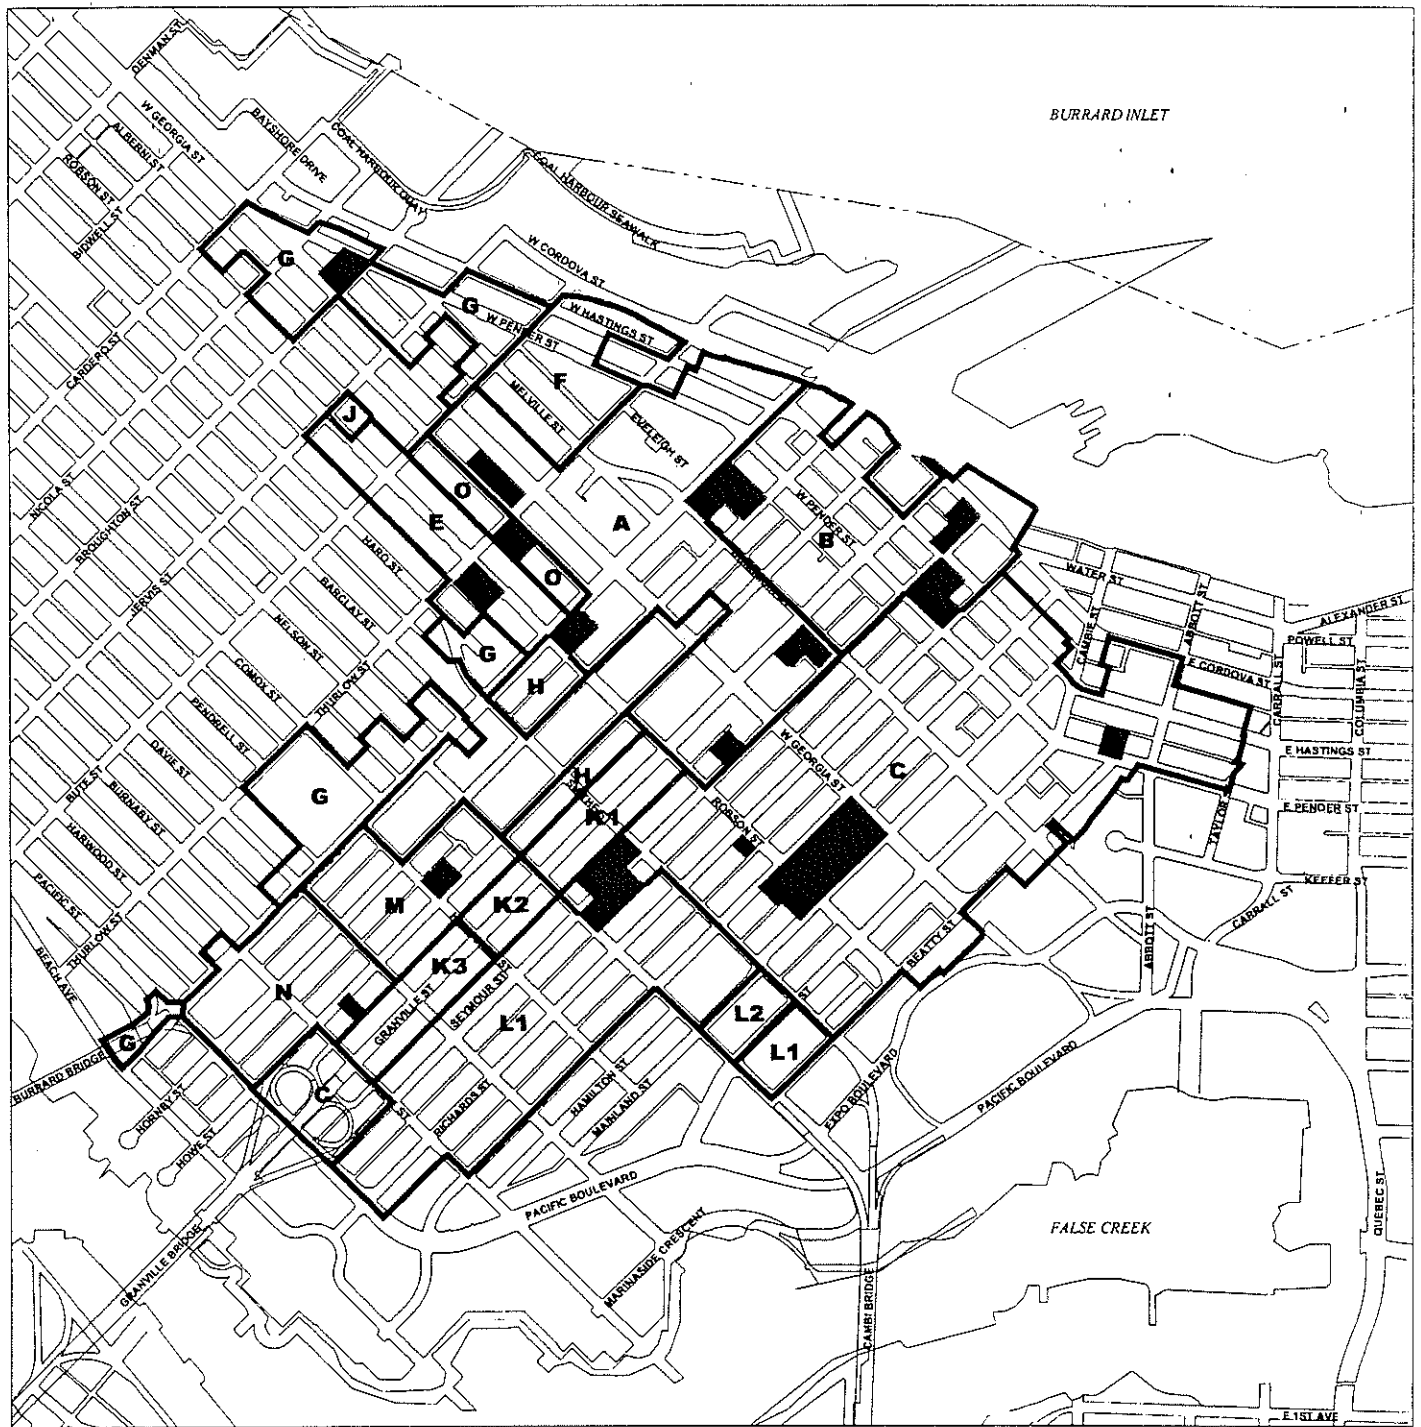 DENMAN ST
BURRARD INLET
W GEORGIA ST
BAYSHORE DRIVE
ALBERNI ST
COAL HARBOUR QUAY
ROBSON ST
COAL HARBOUR SEAWALK
BIDWELL ST
W CORDOVA ST
G
G
W HASTINGS ST
W PENDER ST
CARDERO ST
F
MELVILLE ST
J
EVELEIGH ST
NICOLA ST
O
W PENDER ST
E
A
B
BROUGHTON ST
HARO ST
WATER ST
O
JERVIS ST
BARCLAY ST
CAMBIE ST
ABBOTT ST
ALEXANDER ST
NELSON ST
POWELL ST
G
E CORDOVA ST
COMOX ST
H
THURLOW ST
CARRALL ST
COLUMBIA ST
PENDRELL ST
DAVIE ST
W GEORGIA ST
E HASTINGS ST
BUTE ST
H
C
BURNABY ST
G
K1
ROBSON ST
E PENDER ST
HARWOOD ST
TAYLOR
KEEFER ST
PACIFIC ST
M
K2
CARRALL ST
THURLOW ST
ABBOTT ST
BEATTY ST
BEACH AVE
K3
ST
N
SEYMOUR ST
GRANVILLE ST
ST
L2
L1
G
L1
BURRARD BRIDGE
HAMILTON ST
EXPO BOULEVARD
PACIFIC BOULEVARD
C
HORNBY ST
RICHARDS ST
MAINLAND ST
ST
HOWE ST
PACIFIC BOULEVARD
QUEBEC ST
FALSE CREEK
GRANVILLE BRIDGE
MARINASIDE CRESCENT
CAMBI BRIDGE
E 1ST AVE